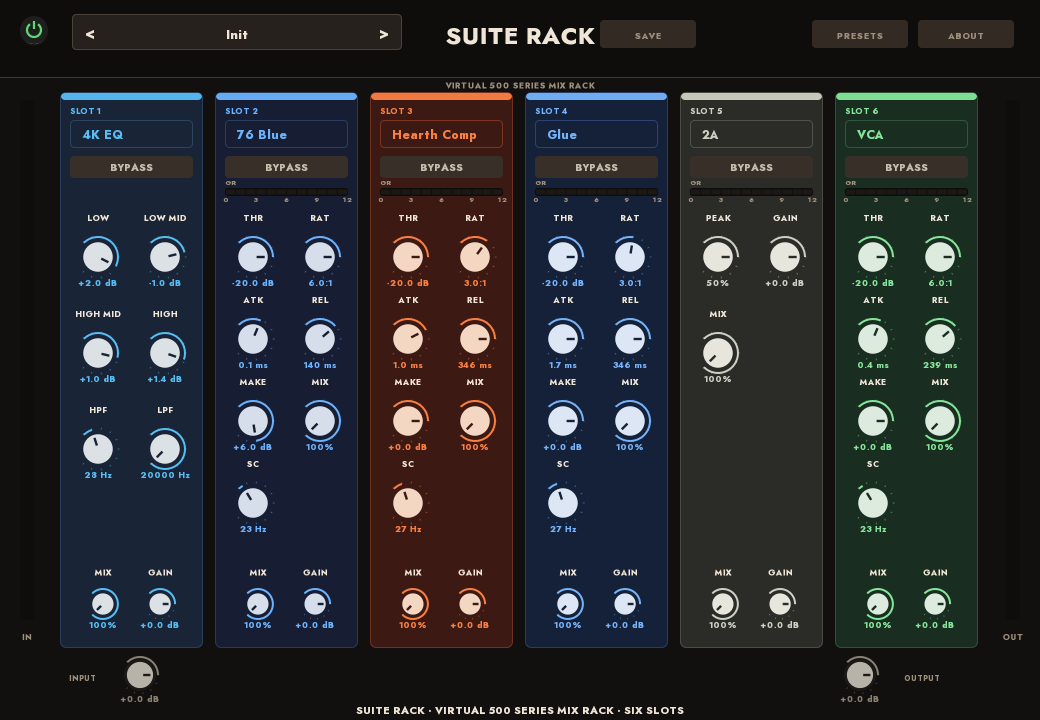 < Init >
SUITE RACK
SAVE
PRESETS
ABOUT
VIRTUAL 500 SERIES MIX RACK
SLOT 1
4K EQ
BYPASS
LOW LOW MID
+2.0 dB -1.0 dB
HIGH MID HIGH
+1.0 dB +1.4 dB
HPF LPF
28 Hz 20000 Hz
MIX GAIN
100% +0.0 dB
SLOT 2
76 Blue
BYPASS
GR
0 3 6 9 12
THR RAT
-20.0 dB 6.0:1
ATK REL
0.1 ms 140 ms
MAKE MIX
+6.0 dB 100%
SC
23 Hz
MIX GAIN
100% +0.0 dB
SLOT 3
Hearth Comp
BYPASS
GR
0 3 6 9 12
THR RAT
-20.0 dB 3.0:1
ATK REL
1.0 ms 346 ms
MAKE MIX
+0.0 dB 100%
SC
27 Hz
MIX GAIN
100% +0.0 dB
SLOT 4
Glue
BYPASS
GR
0 3 6 9 12
THR RAT
-20.0 dB 3.0:1
ATK REL
1.7 ms 346 ms
MAKE MIX
+0.0 dB 100%
SC
27 Hz
MIX GAIN
100% +0.0 dB
SLOT 5
2A
BYPASS
GR
0 3 6 9 12
PEAK GAIN
50% +0.0 dB
MIX
100%
MIX GAIN
100% +0.0 dB
SLOT 6
VCA
BYPASS
GR
0 3 6 9 12
THR RAT
-20.0 dB 6.0:1
ATK REL
0.4 ms 239 ms
MAKE MIX
+0.0 dB 100%
SC
23 Hz
MIX GAIN
100% +0.0 dB
IN
OUT
INPUT
+0.0 dB
OUTPUT
+0.0 dB
SUITE RACK · VIRTUAL 500 SERIES MIX RACK · SIX SLOTS